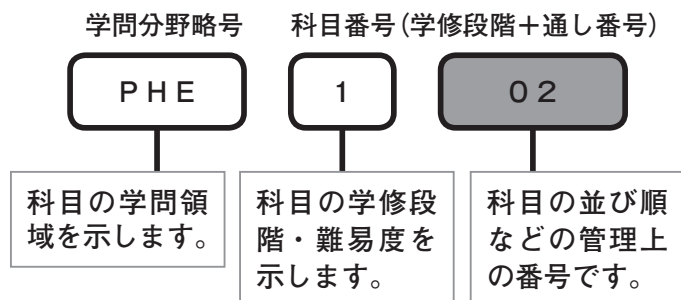 学問分野略号 科目番号(学修段階+通し番号)
PHE 1 02
科目の学問領
域を示します。
科目の学修段
階・難易度を
示します。
科目の並び順
などの管理上
の番号です。